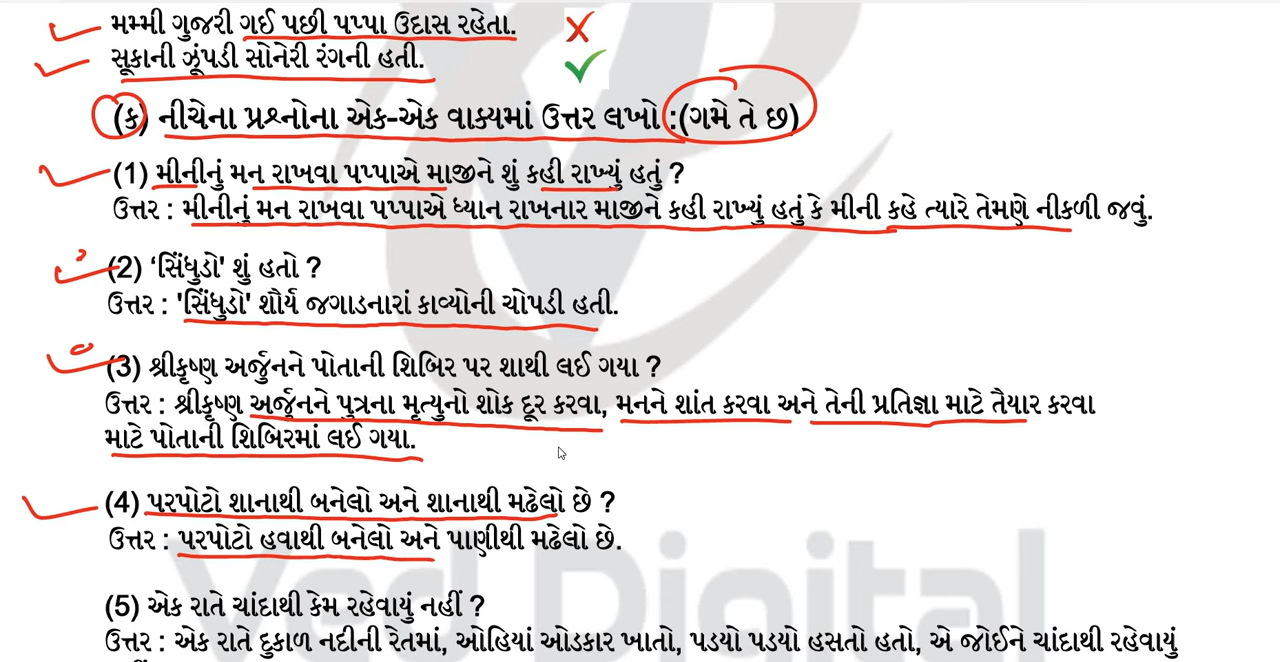 મમ્મી ગુજરી ગઈ પછી પપ્પા ઉદાસ રહેતા. ✗
સૂકાની ઝૂંપડી સોનેરી રંગની હતી. ✓
(ક) નીચેના પ્રશ્નોના એક-એક વાક્યમાં ઉત્તર લખો :(ગમે તે છ)
(1) મીનીનું મન રાખવા પપ્પાએ માજીને શું કહી રાખ્યું હતું ?
ઉત્તર : મીનીનું મન રાખવા પપ્પાએ ધ્યાન રાખનાર માજીને કહી રાખ્યું હતું કે મીની કહે ત્યારે તેમણે નીકળી જવું.
(2) ‘સિંધુડો' શું હતો ?
ઉત્તર : 'સિંધુડો' શૌર્ય જગાડનારાં કાવ્યોની ચોપડી હતી.
(3) શ્રીકૃષ્ણ અર્જુનને પોતાની શિબિર પર શાથી લઈ ગયા ?
ઉત્તર : શ્રીકૃષ્ણ અર્જુનને પુત્રના મૃત્યુનો શોક દૂર કરવા, મનને શાંત કરવા અને તેની પ્રતિજ્ઞા માટે તૈયાર કરવા
માટે પોતાની શિબિરમાં લઈ ગયા.
(4) પરપોટો શાનાથી બનેલો અને શાનાથી મઢેલો છે ?
ઉત્તર : પરપોટો હવાથી બનેલો અને પાણીથી મઢેલો છે.
(5) એક રાતે ચાંદાથી કેમ રહેવાયું નહીં ?
ઉત્તર : એક રાતે દુકાળ નદીની રેતમાં, ઓહિયાં ઓડકાર ખાતો, પડયો પડયો હસતો હતો, એ જોઈને ચાંદાથી રહેવાયું
Ved Digital